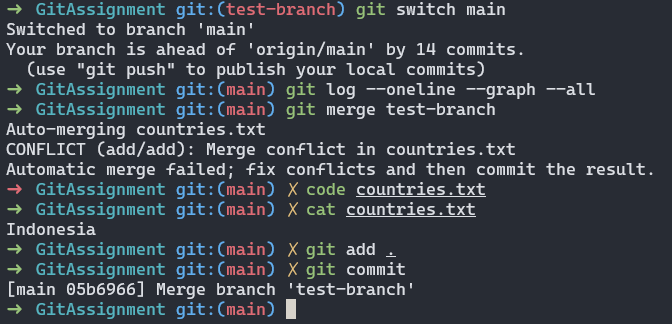 ➜ GitAssignment git:(test-branch) git switch main
Switched to branch 'main'
Your branch is ahead of 'origin/main' by 14 commits.
  (use "git push" to publish your local commits)
➜ GitAssignment git:(main) git log --oneline --graph --all
➜ GitAssignment git:(main) git merge test-branch
Auto-merging countries.txt
CONFLICT (add/add): Merge conflict in countries.txt
Automatic merge failed; fix conflicts and then commit the result.
➜ GitAssignment git:(main) ✗ code countries.txt
➜ GitAssignment git:(main) ✗ cat countries.txt
Indonesia
➜ GitAssignment git:(main) ✗ git add .
➜ GitAssignment git:(main) ✗ git commit
[main 05b6966] Merge branch 'test-branch'
➜ GitAssignment git:(main)